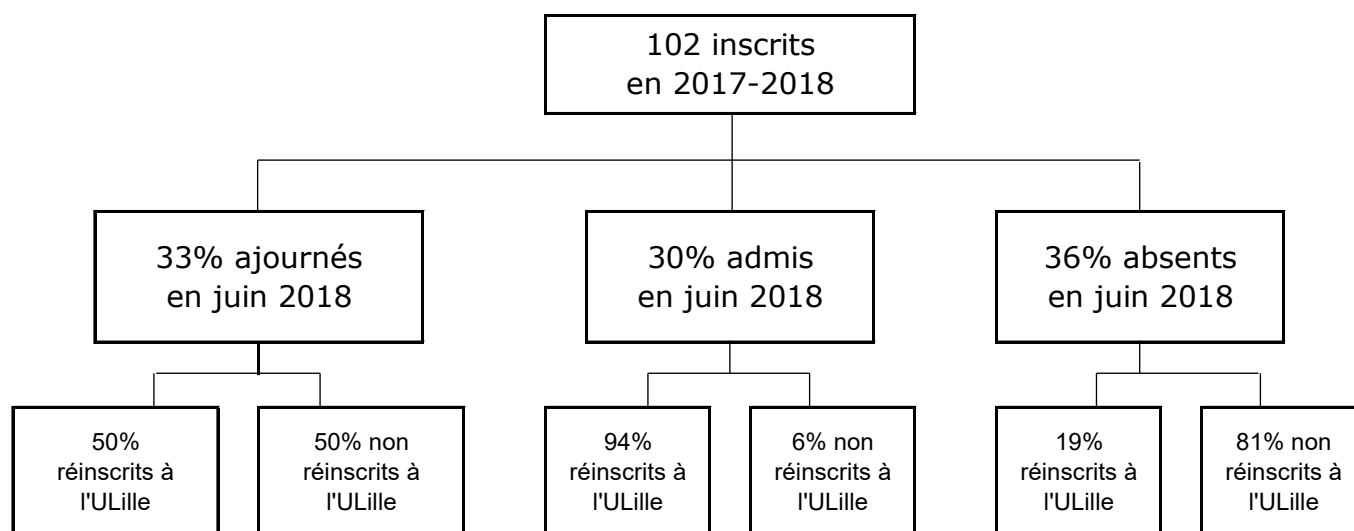 102 inscrits
en 2017-2018
33% ajournés
en juin 2018
30% admis
en juin 2018
36% absents
en juin 2018
50%
réinscrits à
l'ULille
50% non
réinscrits à
l'ULille
94%
réinscrits à
l'ULille
6% non
réinscrits à
l'ULille
19%
réinscrits à
l'ULille
81% non
réinscrits à
l'ULille